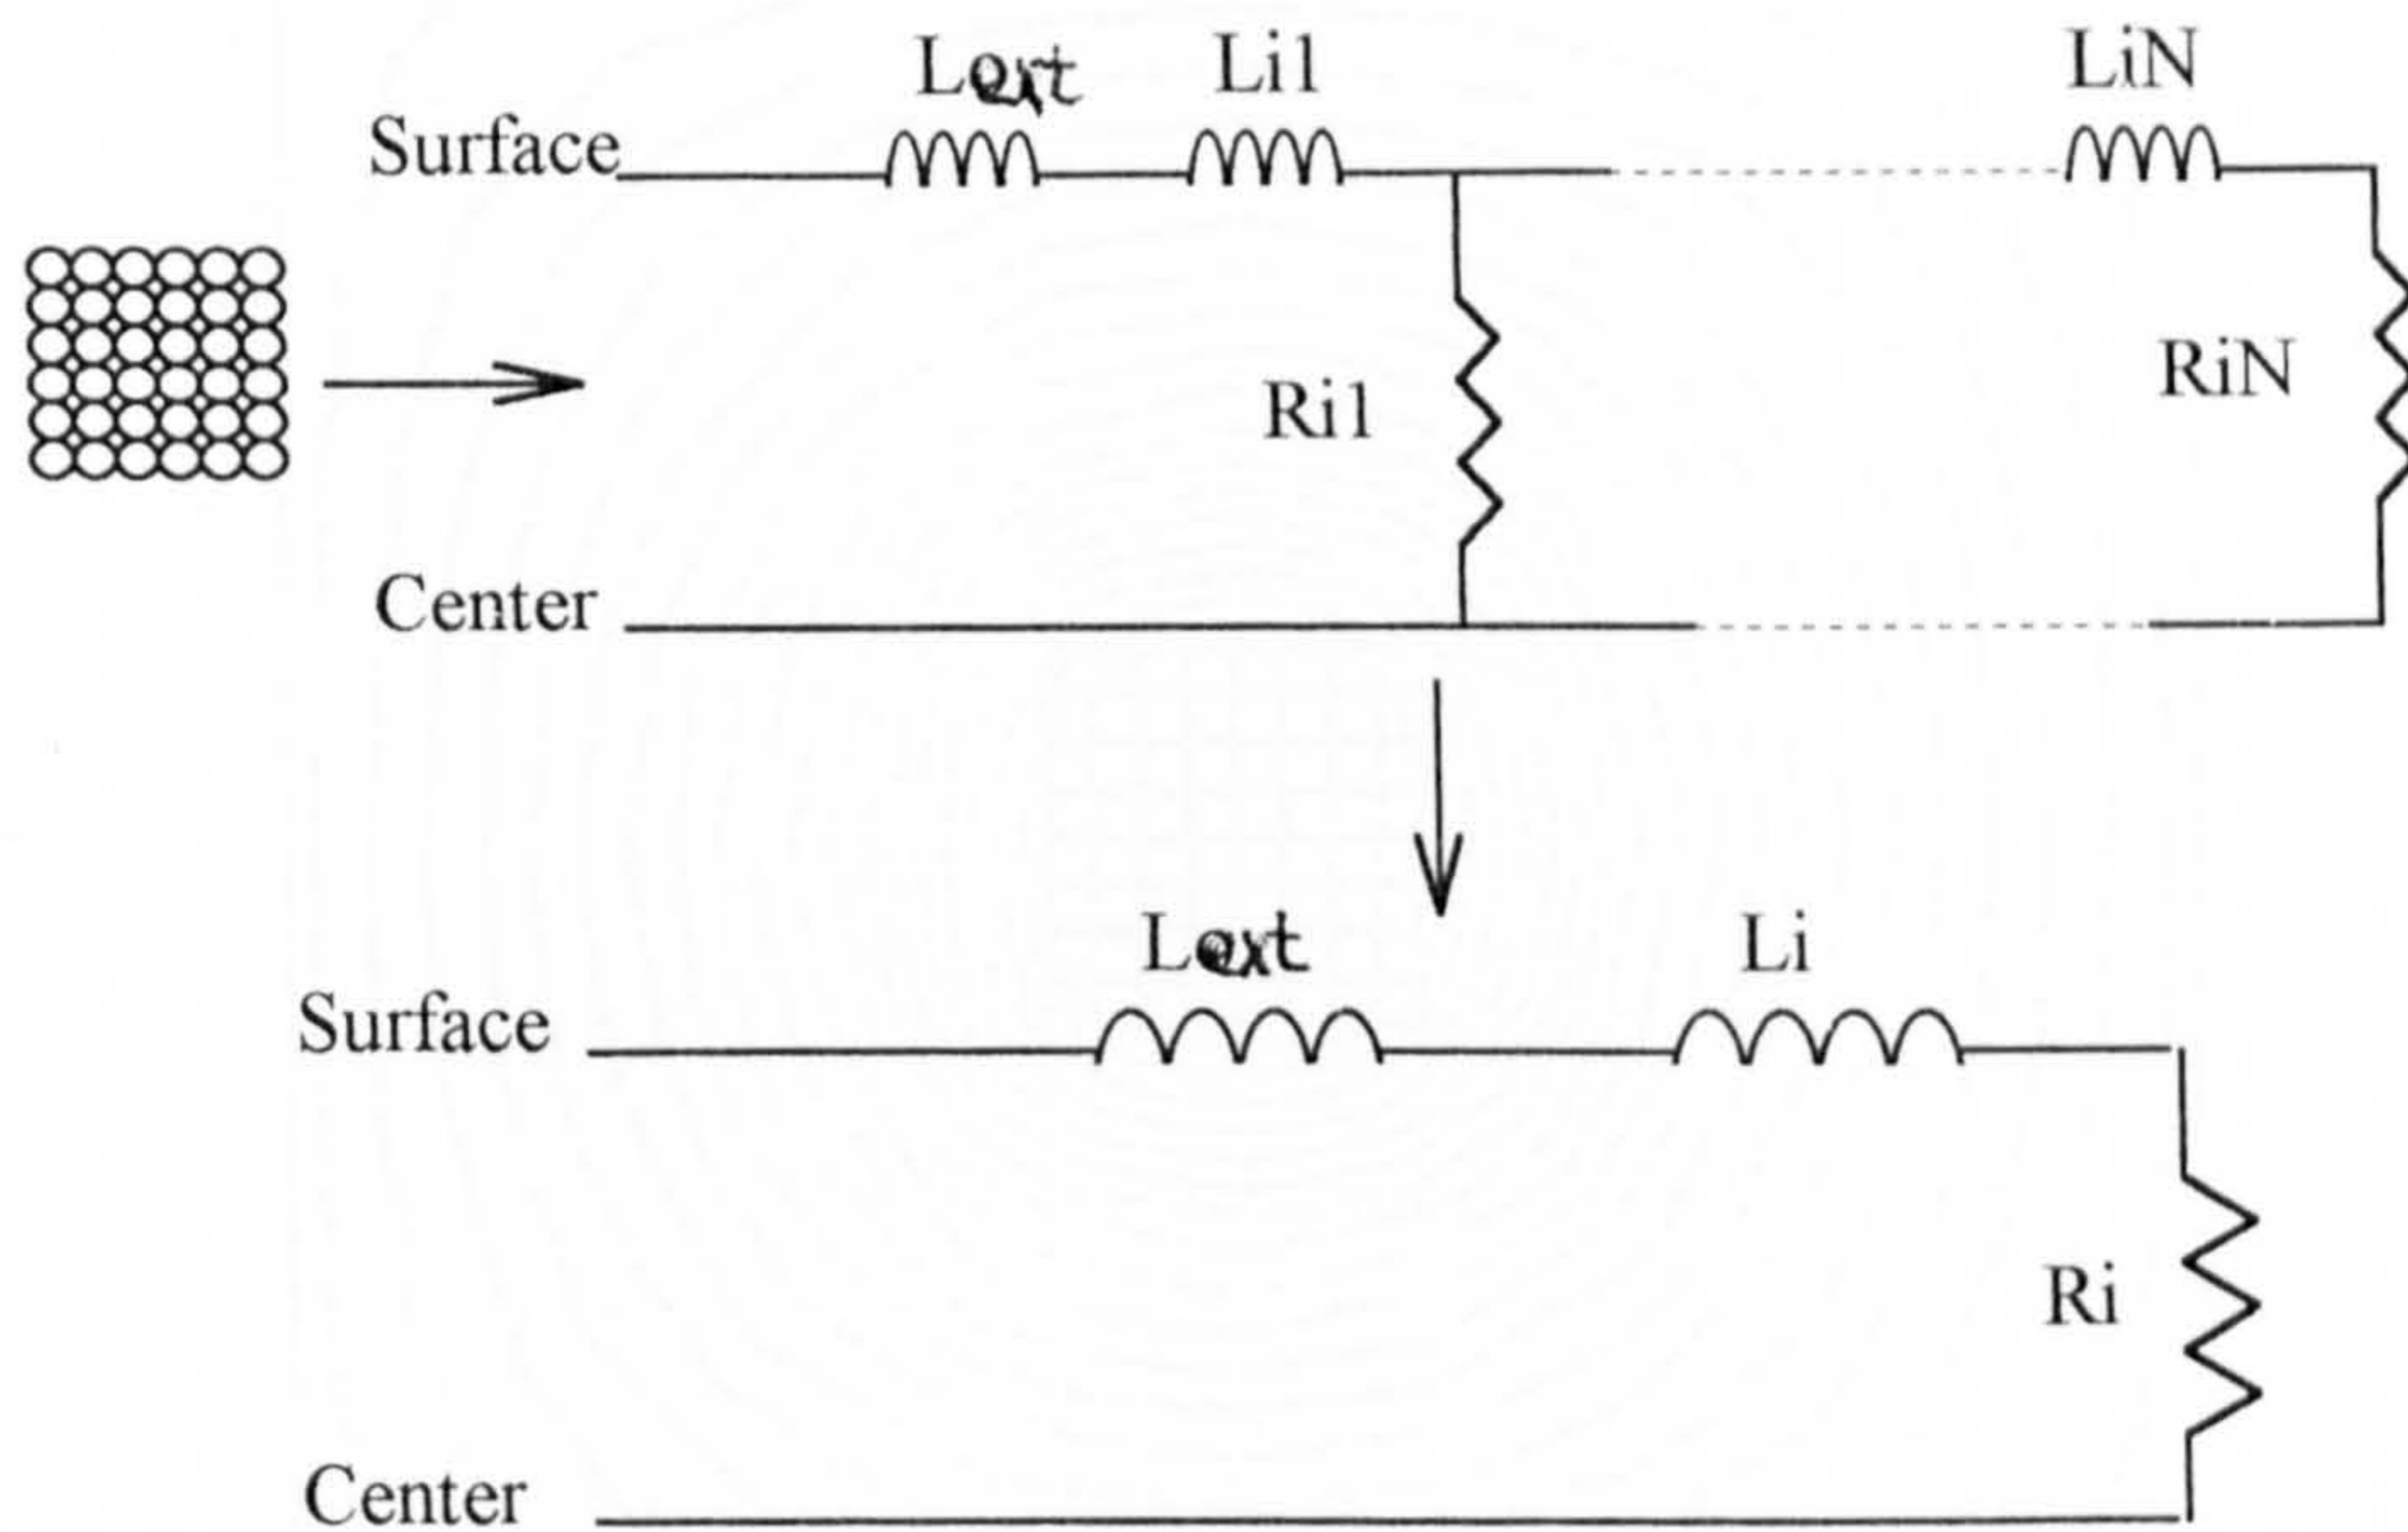 Lext Li1 LiN
Surface
Ri1 RiN
Center
Lext Li
Surface
Ri
Center